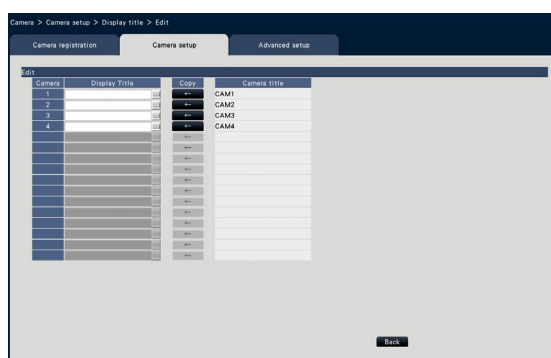 Camera > Camera setup > Display title > Edit
Camera registration Camera setup Advanced setup
Edit
Camera Display Title Copy Camera title
1 ← CAM1
2 ← CAM2
3 ← CAM3
4 ← CAM4
←
←
←
←
←
←
←
←
←
←
←
←
Back